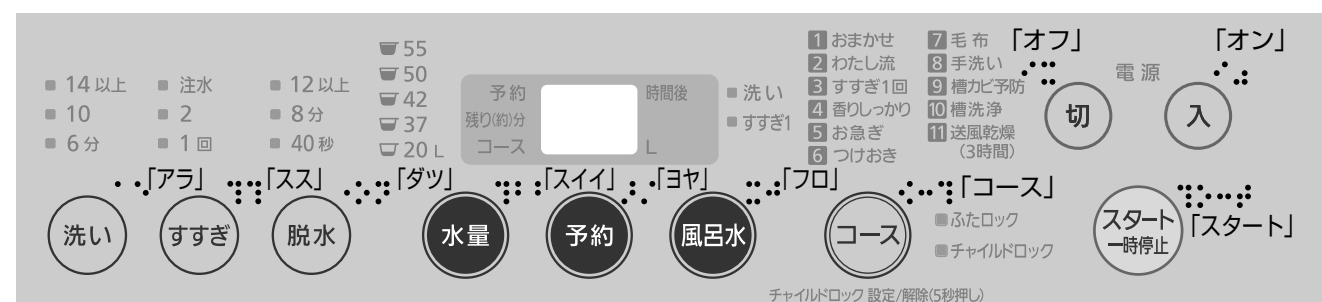 14以上
10
6分
注水
2
1回
12以上
8分
40秒
55
50
42
37
20 L
予約
残り(約)分
コース
時間後
L
洗い
すすぎ1
1 おまかせ
2 わたし流
3 すすぎ1回
4 香りしっかり
5 お急ぎ
6 つけおき
7 毛布
8 手洗い
9 槽カビ予防
10 槽洗浄
11 送風乾燥
(3時間)
「オフ」
「オン」
電源
切
入
「アラ」
「スス」
「ダツ」
「スイイ」
「ヨヤ」
「フロ」
「コース」
洗い
すすぎ
脱水
水量
予約
風呂水
コース
ふたロック
チャイルドロック
スタート
一時停止
「スタート」
チャイルドロック 設定/解除(5秒押し)